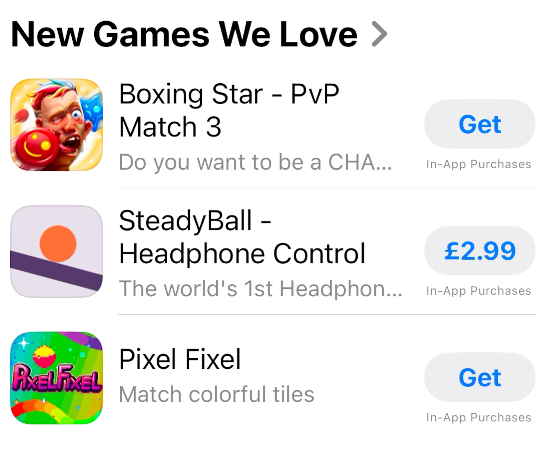 New Games We Love
Boxing Star - PvP
Match 3
Get
Do you want to be a CHA...
In-App Purchases
SteadyBall -
Headphone Control
£2.99
The world's 1st Headphon...
In-App Purchases
PixelFixel
Pixel Fixel
Get
Match colorful tiles
In-App Purchases